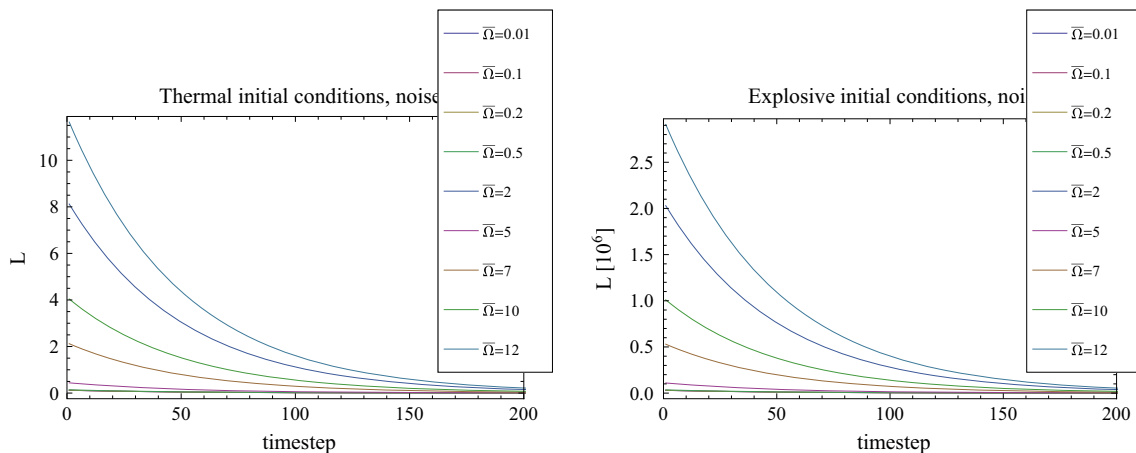 Thermal initial conditions, noise
L
10
8
6
4
2
0
0 50 100 150 200
timestep
Ω̅=0.01
Ω̅=0.1
Ω̅=0.2
Ω̅=0.5
Ω̅=2
Ω̅=5
Ω̅=7
Ω̅=10
Ω̅=12
Explosive initial conditions, noi
L [10⁶]
2.5
2.0
1.5
1.0
0.5
0.0
0 50 100 150 200
timestep
Ω̅=0.01
Ω̅=0.1
Ω̅=0.2
Ω̅=0.5
Ω̅=2
Ω̅=5
Ω̅=7
Ω̅=10
Ω̅=12